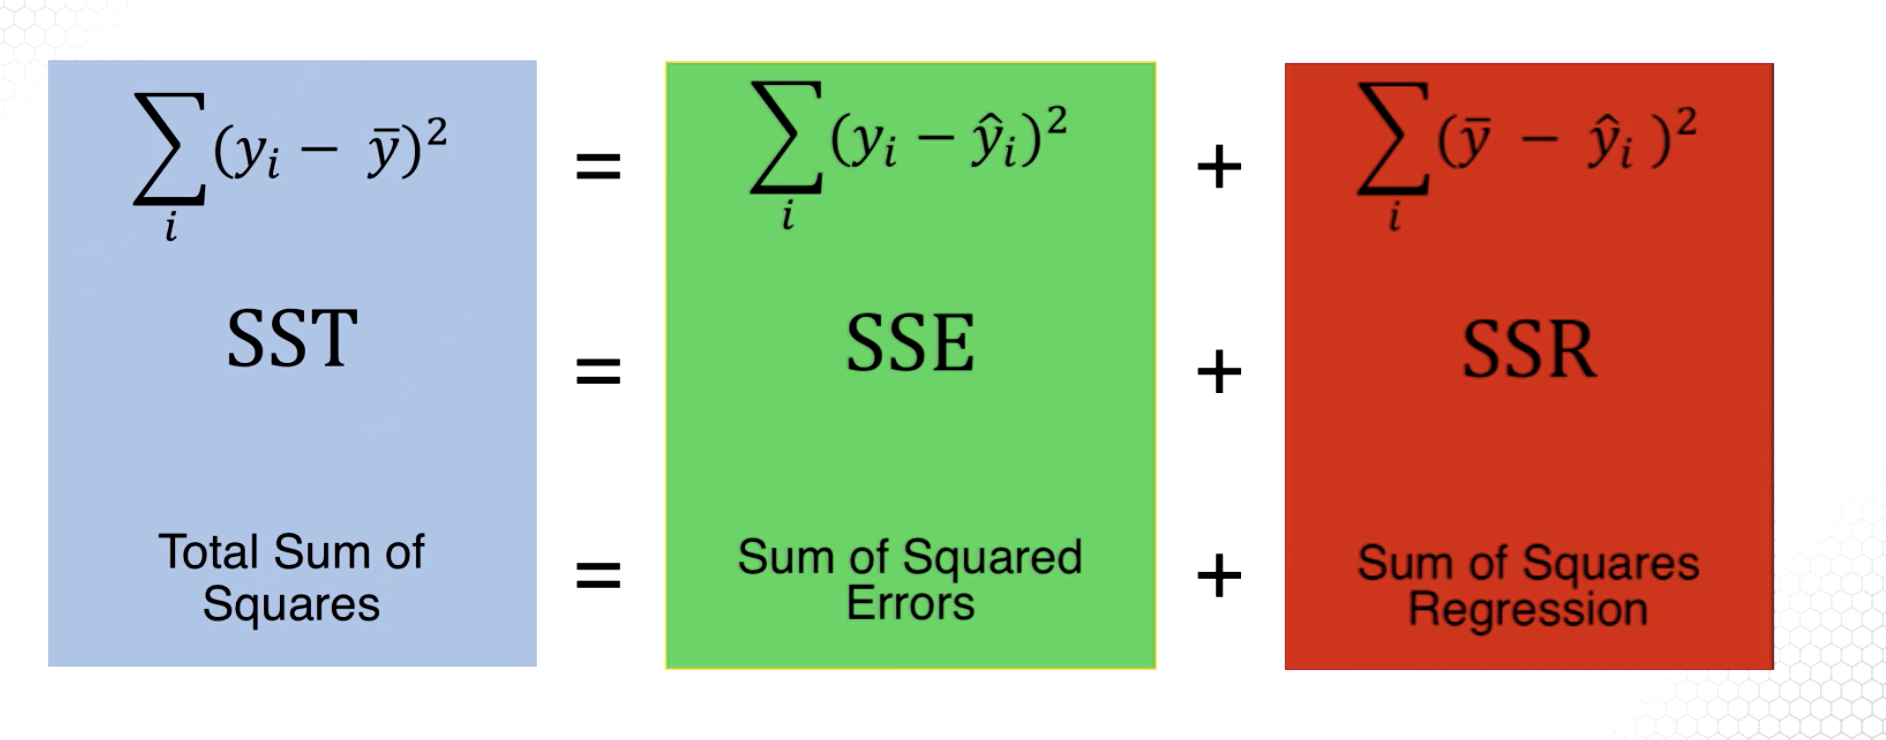 ∑ᵢ(yᵢ − ȳ)² = ∑ᵢ(yᵢ − ŷᵢ)² + ∑ᵢ(ȳ − ŷᵢ)²
SST = SSE + SSR
Total Sum of
Squares
=
Sum of Squared
Errors
+
Sum of Squares
Regression